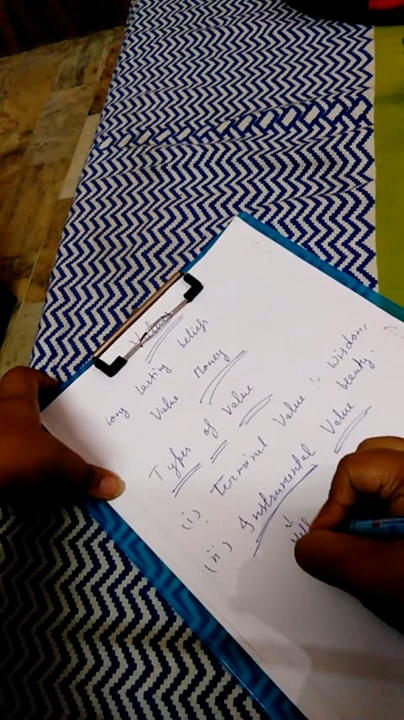 Values
long lasting beliefs
Value Money
Types of Value
(i) Terminal Value :- Wisdom,
beauty.
(ii) Instrumental Value